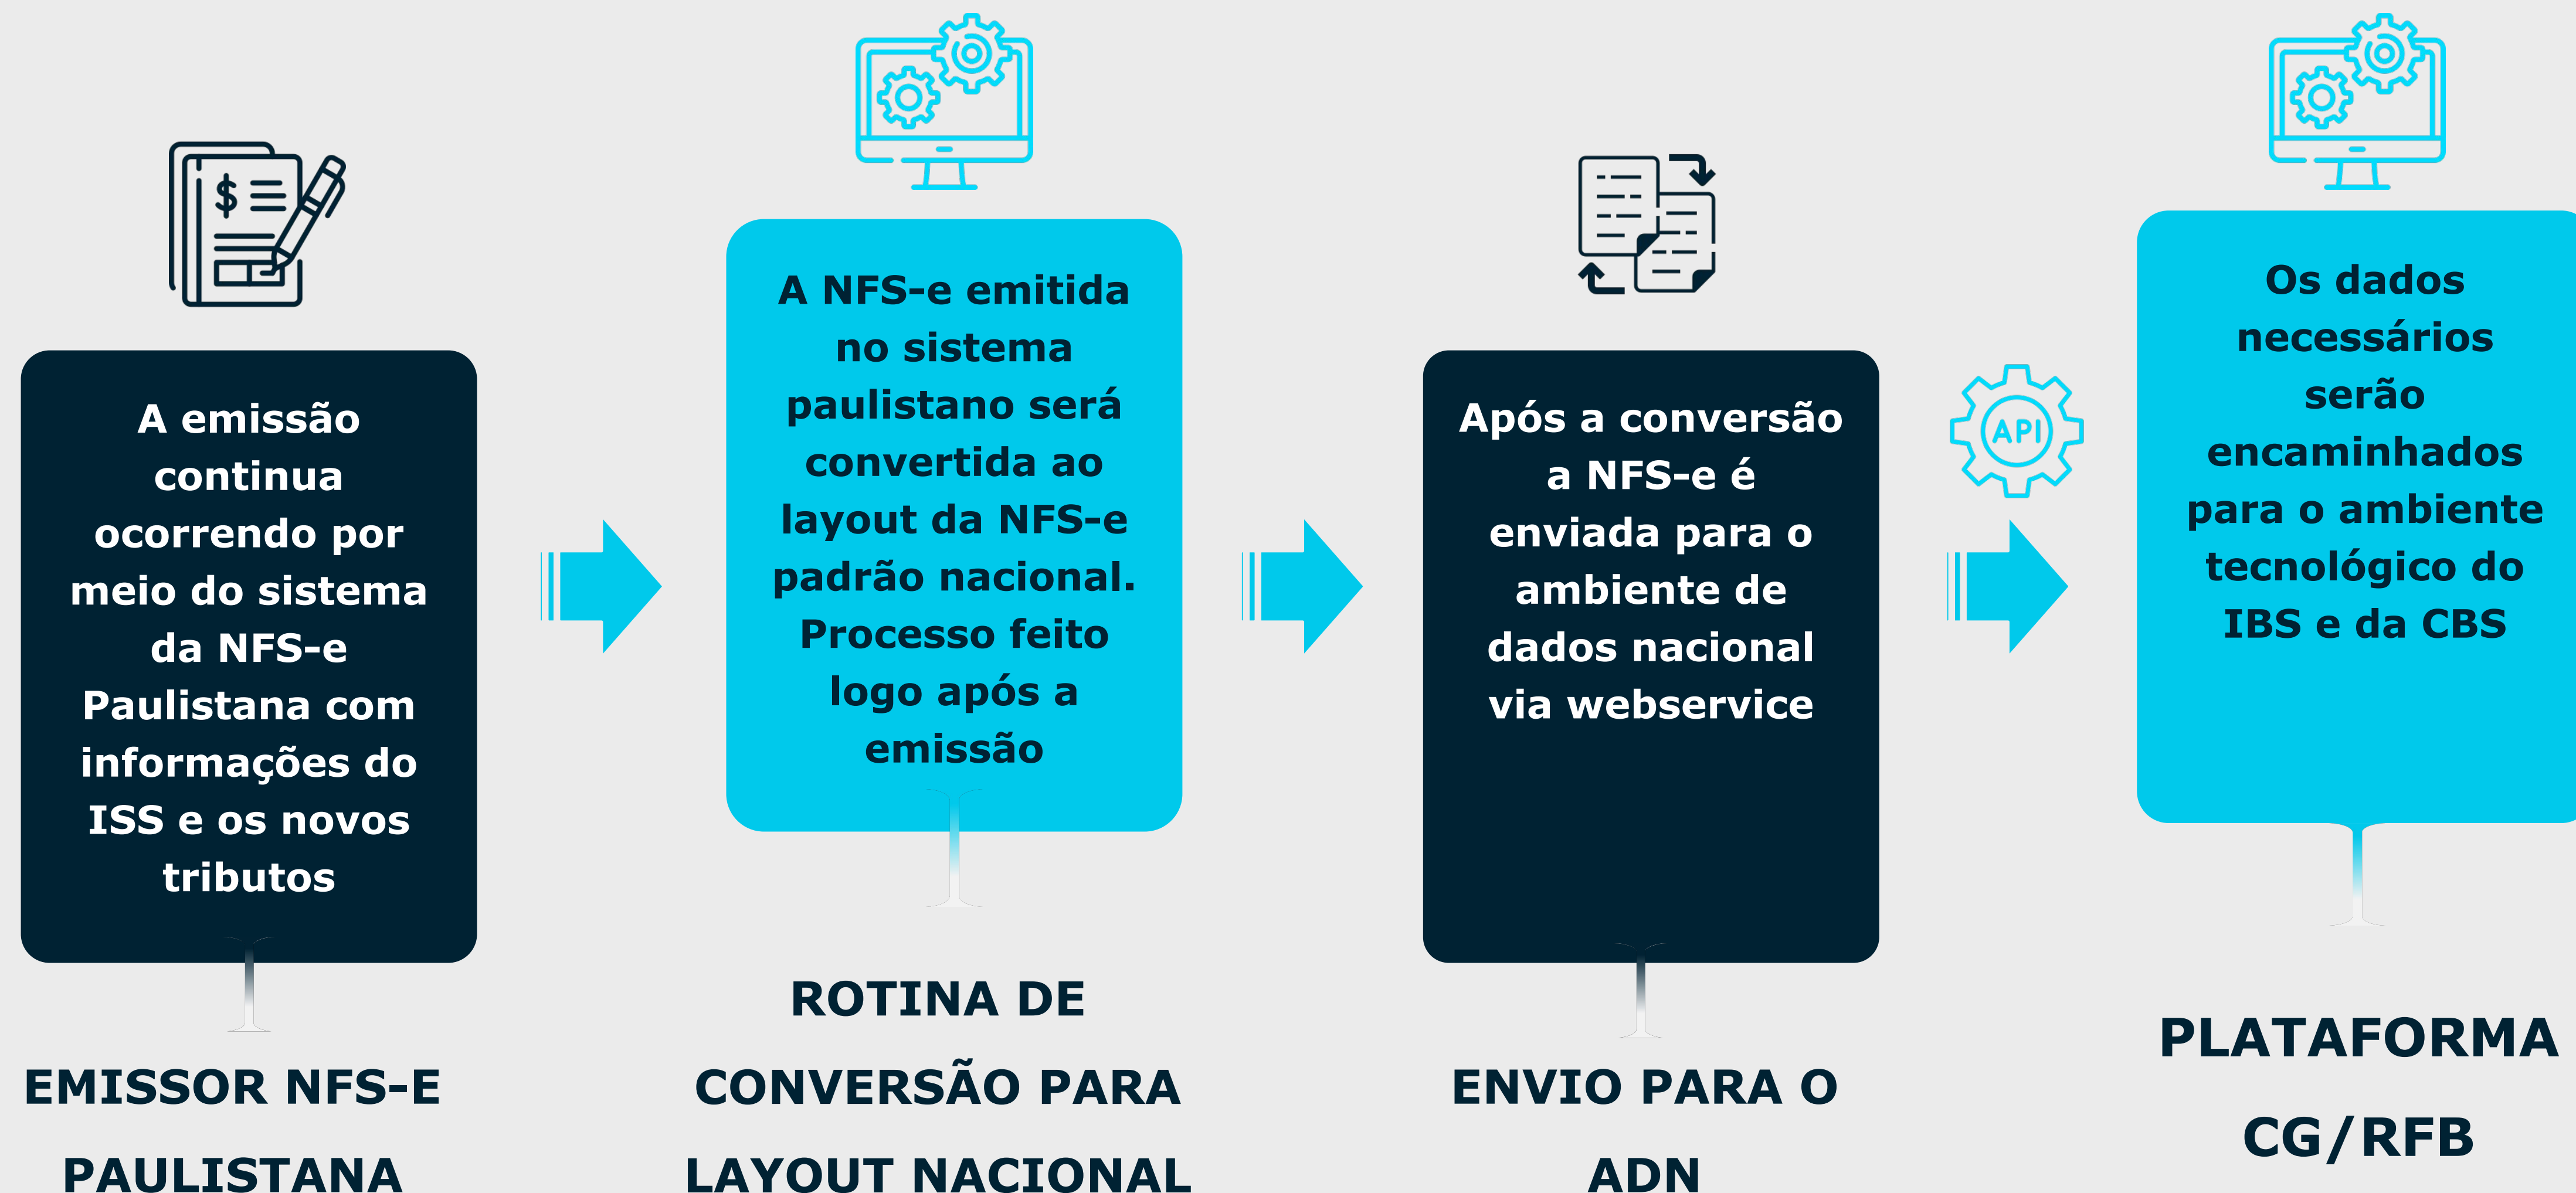 A emissão
continua
ocorrendo por
meio do sistema
da NFS-e
Paulistana com
informações do
ISS e os novos
tributos
EMISSOR NFS-E
PAULISTANA
A NFS-e emitida
no sistema
paulistano será
convertida ao
layout da NFS-e
padrão nacional.
Processo feito
logo após a
emissão
ROTINA DE
CONVERSÃO PARA
LAYOUT NACIONAL
$
Após a conversão
a NFS-e é
enviada para o
ambiente de
dados nacional
via webservice
ENVIO PARA O
ADN
API
Os dados
necessários
serão
encaminhados
para o ambiente
tecnológico do
IBS e da CBS
PLATAFORMA
CG/RFB